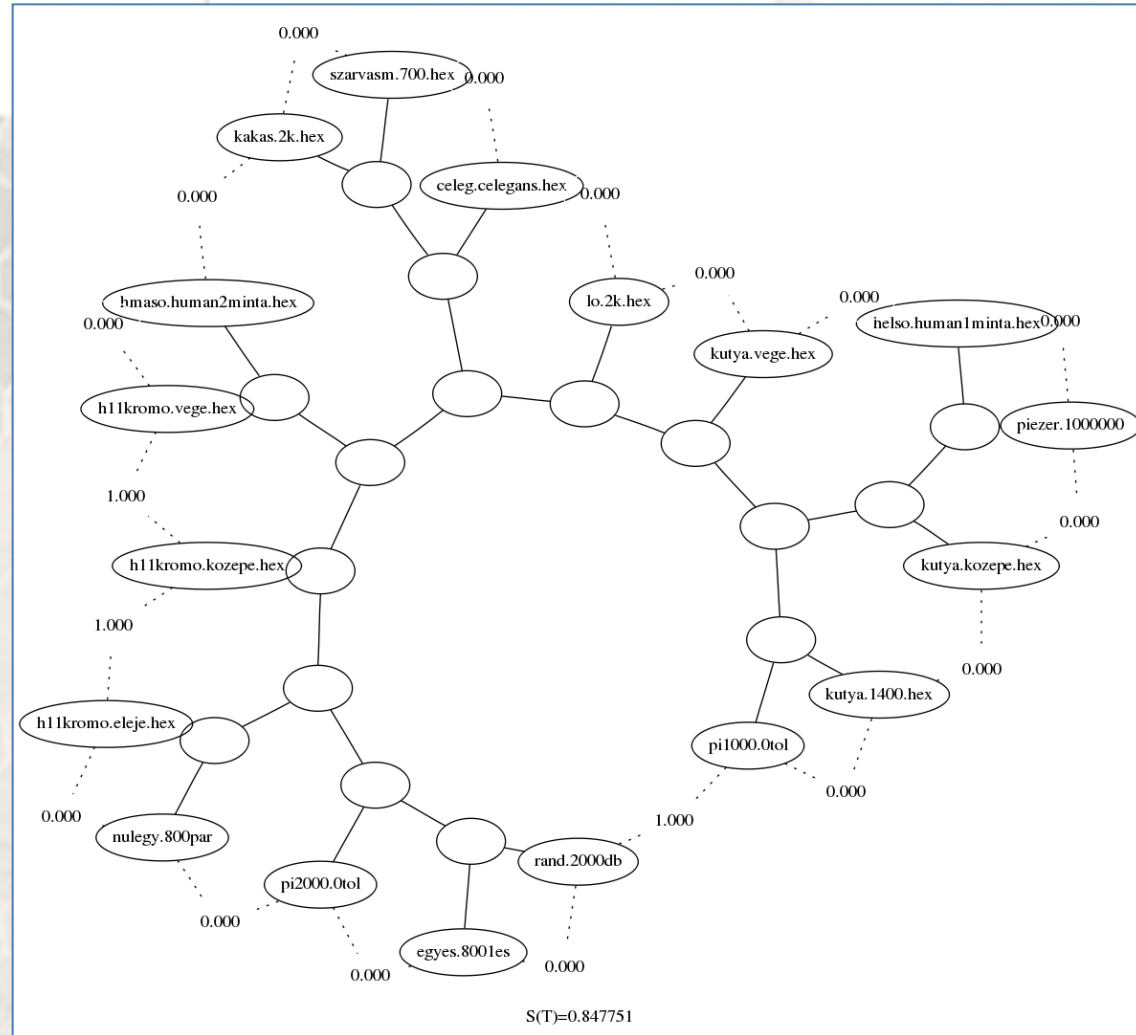 0.000
szarvasm.700.hex
0.000
kakas.2k.hex
celeg.celegans.hex
0.000
0.000
0.000
lo.2k.hex
0.000
hmaso.human2minta.hex
0.000
helso.human1minta.hex
0.000
kutya.vege.hex
h11kromo.vege.hex
piezer.1000000
1.000
0.000
h11kromo.kozepe.hex
kutya.kozepe.hex
1.000
0.000
kutya.1400.hex
h11kromo.eleje.hex
pi1000.0tol
0.000
0.000
1.000
nulegy.800par
rand.2000db
pi2000.0tol
0.000
egyes.8001es
0.000
0.000
S(T)=0.847751